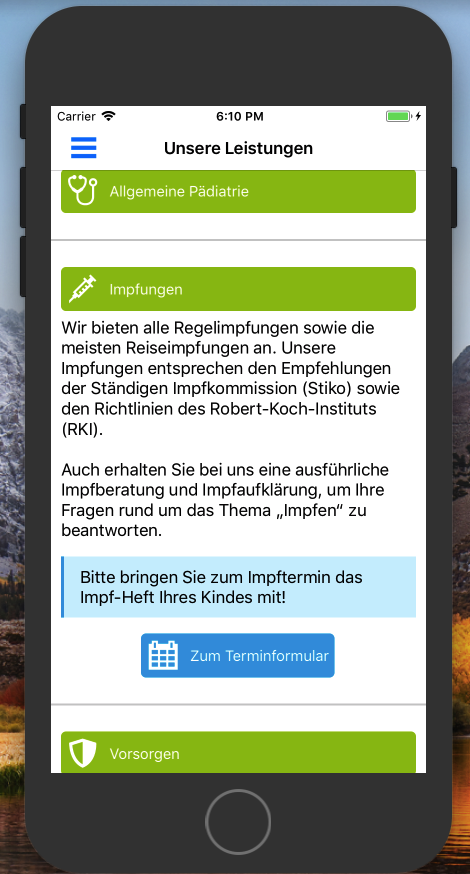 Carrier 6:10 PM
Unsere Leistungen
Allgemeine Pädiatrie
Impfungen
Wir bieten alle Regelimpfungen sowie die
meisten Reiseimpfungen an. Unsere
Impfungen entsprechen den Empfehlungen
der Ständigen Impfkommission (Stiko) sowie
den Richtlinien des Robert-Koch-Instituts
(RKI).
Auch erhalten Sie bei uns eine ausführliche
Impfberatung und Impfaufklärung, um Ihre
Fragen rund um das Thema „Impfen“ zu
beantworten.
Bitte bringen Sie zum Impftermin das
Impf-Heft Ihres Kindes mit!
Zum Terminformular
Vorsorgen